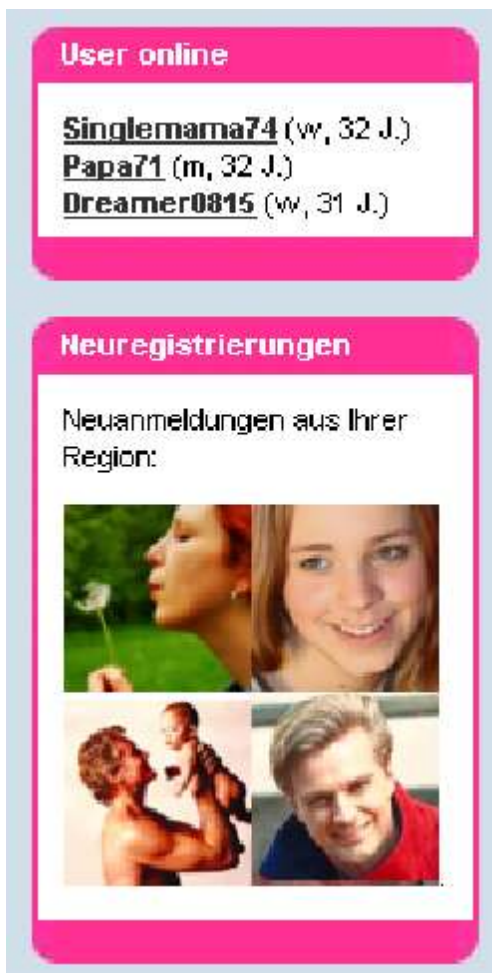 User online
Singlemama74 (w, 32 J.)
Papa71 (m, 32 J.)
Dreamer0815 (w, 31 J.)
Neuregistrierungen
Neuanmeldungen aus Ihrer
Region:
.